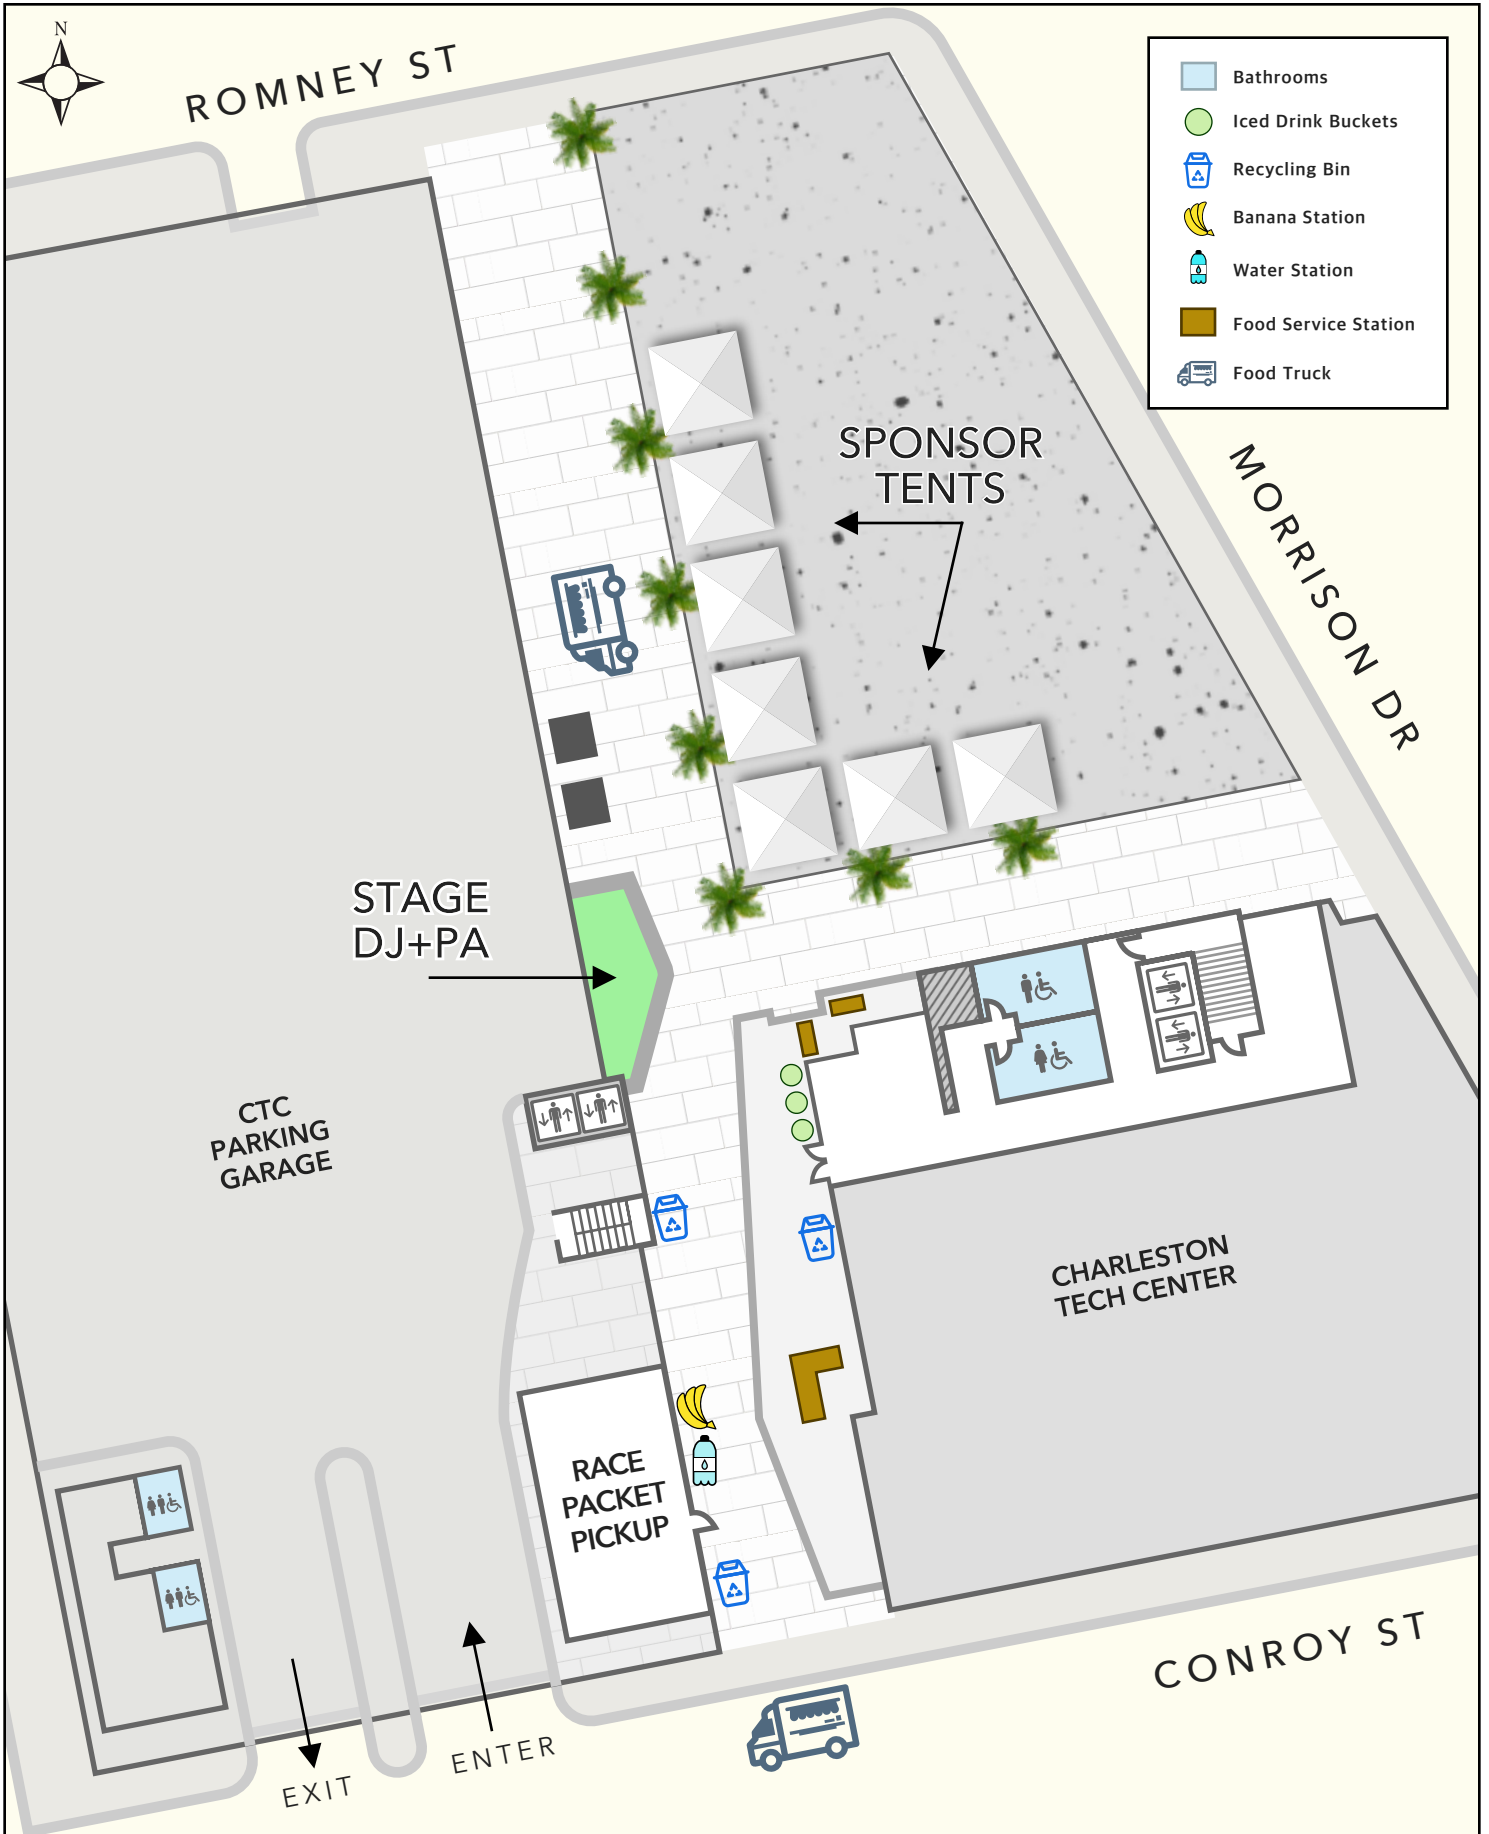 N
ROMNEY ST
Bathrooms
Iced Drink Buckets
Recycling Bin
Banana Station
Water Station
Food Service Station
Food Truck
SPONSOR
TENTS
MORRISON DR
STAGE
DJ+PA
CTC
PARKING
GARAGE
CHARLESTON
TECH CENTER
RACE
PACKET
PICKUP
CONROY ST
ENTER
EXIT